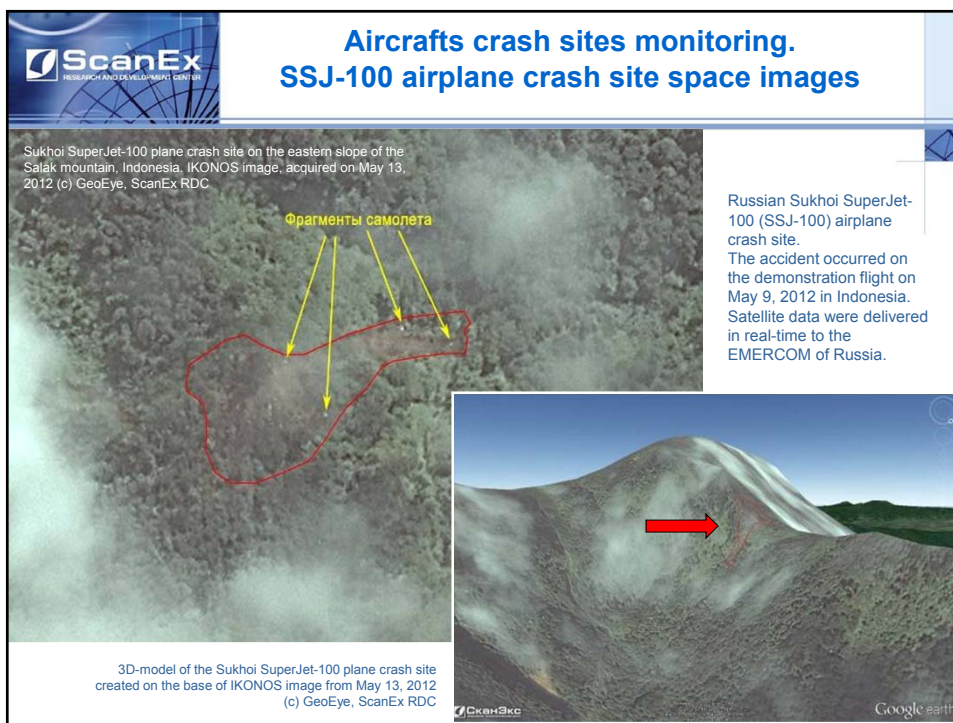 ScanEx
RESEARCH AND DEVELOPMENT CENTER
Aircrafts crash sites monitoring.
SSJ-100 airplane crash site space images
Sukhoi SuperJet-100 plane crash site on the eastern slope of the
Salak mountain, Indonesia. IKONOS image, acquired on May 13,
2012 (c) GeoEye, ScanEx RDC
Фрагменты самолета
Russian Sukhoi SuperJet-
100 (SSJ-100) airplane
crash site.
The accident occurred on
the demonstration flight on
May 9, 2012 in Indonesia.
Satellite data were delivered
in real-time to the
EMERCOM of Russia.
3D-model of the Sukhoi SuperJet-100 plane crash site
created on the base of IKONOS image from May 13, 2012
(c) GeoEye, ScanEx RDC
СканЭкс
Google earth